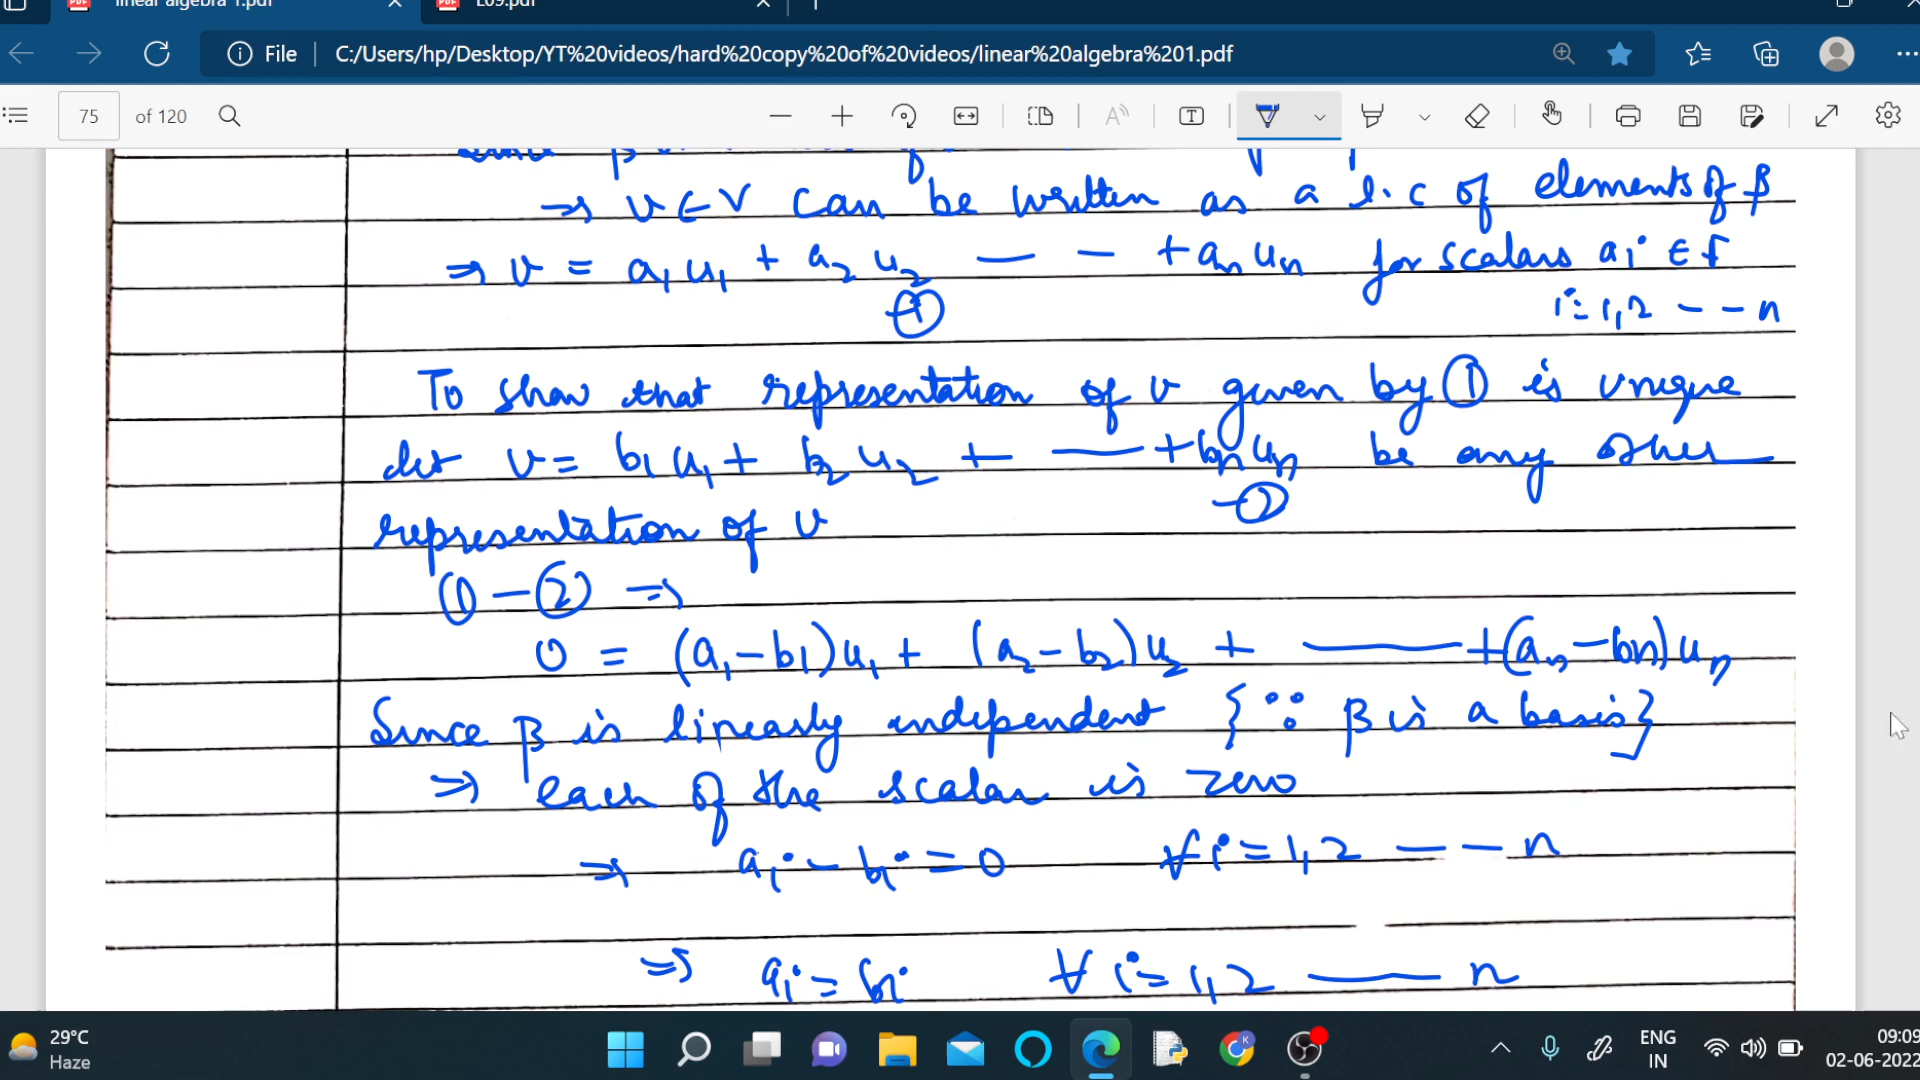 linear algebra 1.pdf
L09.pdf
File
C:/Users/hp/Desktop/YT%20videos/hard%20copy%20of%20videos/linear%20algebra%201.pdf
75 of 120
⇒ v ∈ V can be written as a l.c of elements of β
⇒ v = a₁u₁ + a₂u₂ — - + aₙuₙ for scalars aᵢ ∈ F
① i = 1,2 - - n
To show that representation of v given by ① is unique
Let v = b₁u₁ + b₂u₂ + — + bₙuₙ be any other
-②
representation of v
① - ② ⇒
0 = (a₁-b₁)u₁ + (a₂-b₂)u₂ + — + (aₙ-bₙ)uₙ
Since β is linearly independent {∵ β is a basis}
⇒ each of the scalar is zero
⇒ aᵢ - bᵢ = 0 ∀ i = 1,2 - - n
⇒ aᵢ = bᵢ ∀ i = 1,2 — n
29°C
Haze
ENG
IN
09:09
02-06-2022